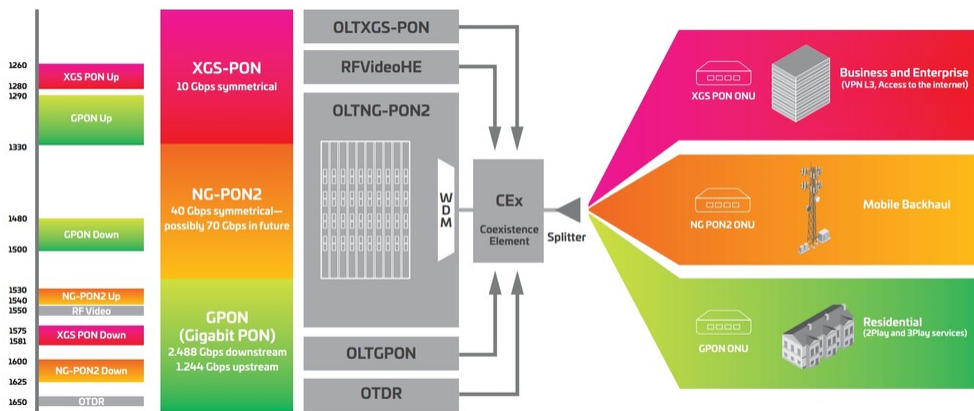 1260
XGS PON Up
1280
1290
GPON Up
1330
1480
GPON Down
1500
1530
NG-PON2 Up
1540
RF Video
1550
1575
XGS PON Down
1581
1600
NG-PON2 Down
1625
OTDR
1650
XGS-PON
10 Gbps symmetrical
NG-PON2
40 Gbps symmetrical—
possibly 70 Gbps in future
GPON
(Gigabit PON)
2.488 Gbps downstream
1.244 Gbps upstream
OLTXGS-PON
RFVideoHE
OLTNG-PON2
WDM
OLTGPON
OTDR
CEx
Coexistence
Element
Splitter
XGS PON ONU
Business and Enterprise
(VPN L3, Access to the internet)
NG PON2 ONU
Mobile Backhaul
GPON ONU
Residential
(2Play and 3Play services)